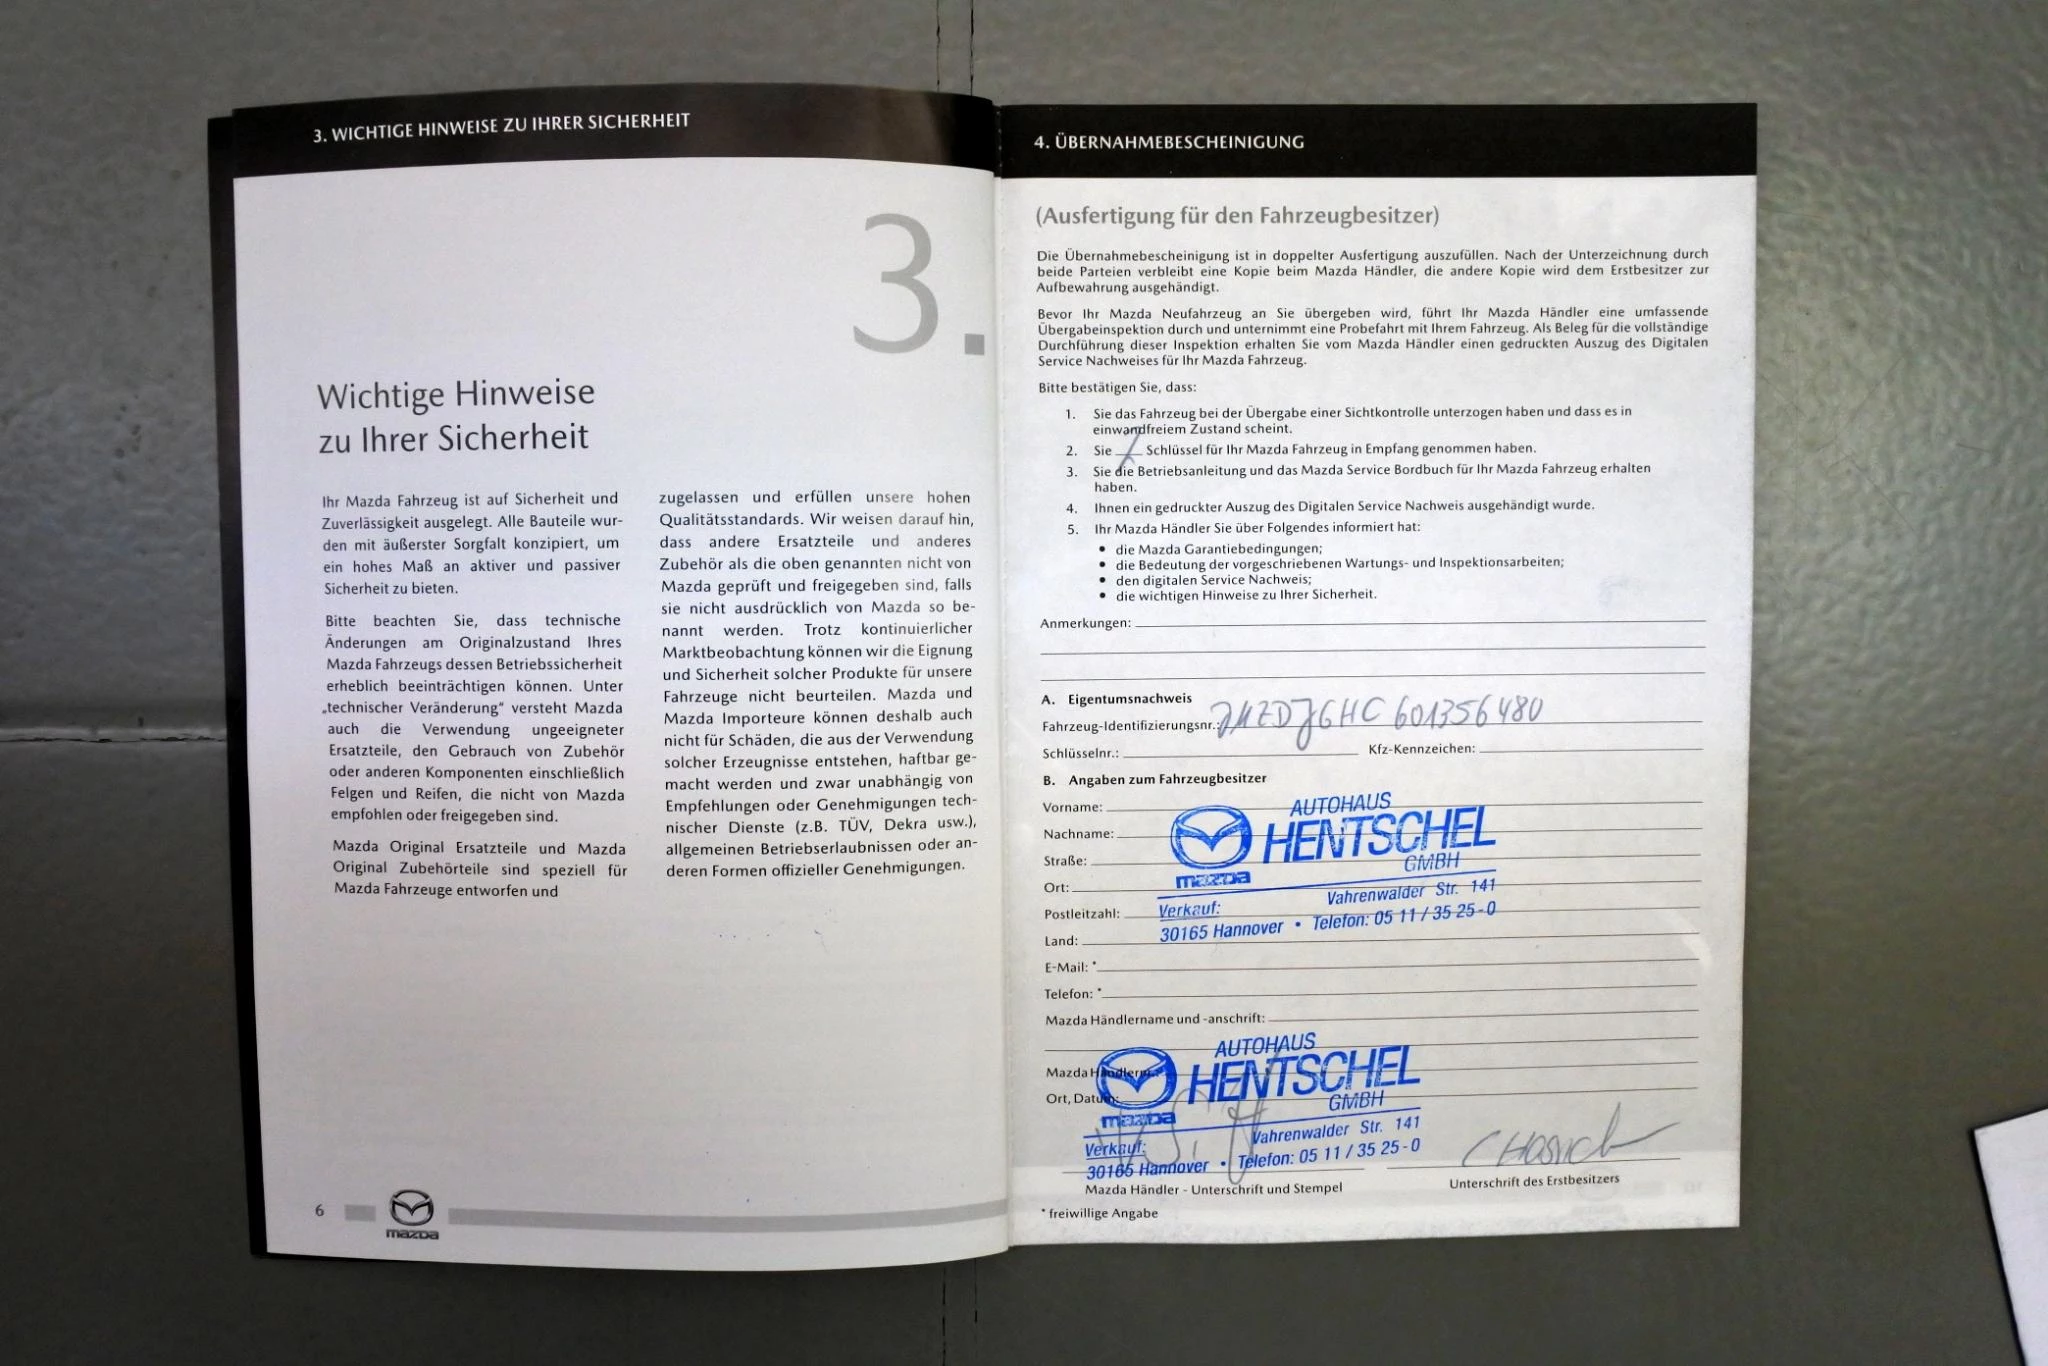 3. WICHTIGE HINWEISE ZU IHRER SICHERHEIT
3.
Wichtige Hinweise
zu Ihrer Sicherheit
Ihr Mazda Fahrzeug ist auf Sicherheit und
Zuverlässigkeit ausgelegt. Alle Bauteile wur-
den mit äußerster Sorgfalt konzipiert, um
ein hohes Maß an aktiver und passiver
Sicherheit zu bieten.
Bitte beachten Sie, dass technische
Änderungen am Originalzustand Ihres
Mazda Fahrzeugs dessen Betriebssicherheit
erheblich beeinträchtigen können. Unter
„technischer Veränderung“ versteht Mazda
auch die Verwendung ungeeigneter
Ersatzteile, den Gebrauch von Zubehör
oder anderen Komponenten einschließlich
Felgen und Reifen, die nicht von Mazda
empfohlen oder freigegeben sind.
Mazda Original Ersatzteile und Mazda
Original Zubehörteile sind speziell für
Mazda Fahrzeuge entworfen und
zugelassen und erfüllen unsere hohen
Qualitätsstandards. Wir weisen darauf hin,
dass andere Ersatzteile und anderes
Zubehör als die oben genannten nicht von
Mazda geprüft und freigegeben sind, falls
sie nicht ausdrücklich von Mazda so be-
nannt werden. Trotz kontinuierlicher
Marktbeobachtung können wir die Eignung
und Sicherheit solcher Produkte für unsere
Fahrzeuge nicht beurteilen. Mazda und
Mazda Importeure können deshalb auch
nicht für Schäden, die aus der Verwendung
solcher Erzeugnisse entstehen, haftbar ge-
macht werden und zwar unabhängig von
Empfehlungen oder Genehmigungen tech-
nischer Dienste (z.B. TÜV, Dekra usw.),
allgemeinen Betriebserlaubnissen oder an-
deren Formen offizieller Genehmigungen.
6
mazda
4. ÜBERNAHMEBESCHEINIGUNG
(Ausfertigung für den Fahrzeugbesitzer)
Die Übernahmebescheinigung ist in doppelter Ausfertigung auszufüllen. Nach der Unterzeichnung durch
beide Parteien verbleibt eine Kopie beim Mazda Händler, die andere Kopie wird dem Erstbesitzer zur
Aufbewahrung ausgehändigt.
Bevor Ihr Mazda Neufahrzeug an Sie übergeben wird, führt Ihr Mazda Händler eine umfassende
Übergabeinspektion durch und unternimmt eine Probefahrt mit Ihrem Fahrzeug. Als Beleg für die vollständige
Durchführung dieser Inspektion erhalten Sie vom Mazda Händler einen gedruckten Auszug des Digitalen
Service Nachweises für Ihr Mazda Fahrzeug.
Bitte bestätigen Sie, dass:
1. Sie das Fahrzeug bei der Übergabe einer Sichtkontrolle unterzogen haben und dass es in
einwandfreiem Zustand scheint.
2. Sie Schlüssel für Ihr Mazda Fahrzeug in Empfang genommen haben.
3. Sie die Betriebsanleitung und das Mazda Service Bordbuch für Ihr Mazda Fahrzeug erhalten
haben.
4. Ihnen ein gedruckter Auszug des Digitalen Service Nachweis ausgehändigt wurde.
5. Ihr Mazda Händler Sie über Folgendes informiert hat:
• die Mazda Garantiebedingungen;
• die Bedeutung der vorgeschriebenen Wartungs- und Inspektionsarbeiten;
• den digitalen Service Nachweis;
• die wichtigen Hinweise zu Ihrer Sicherheit.
Anmerkungen:
A. Eigentumsnachweis
Fahrzeug-Identifizierungsnr.: JMZDJ6HC601356480
Schlüsselnr.: Kfz-Kennzeichen:
B. Angaben zum Fahrzeugbesitzer
Vorname:
Nachname:
Straße:
Ort:
Postleitzahl:
Land:
E-Mail: *
Telefon: *
AUTOHAUS
HENTSCHEL
GMBH
mazda
Vahrenwalder Str. 141
Verkauf:
30165 Hannover • Telefon: 05 11 / 35 25-0
Mazda Händlername und -anschrift:
Mazda Händlernr.:
Ort, Datum:
AUTOHAUS
HENTSCHEL
GMBH
mazda
Vahrenwalder Str. 141
Verkauf:
30165 Hannover • Telefon: 05 11 / 35 25-0
Mazda Händler - Unterschrift und Stempel
Unterschrift des Erstbesitzers
* freiwillige Angabe